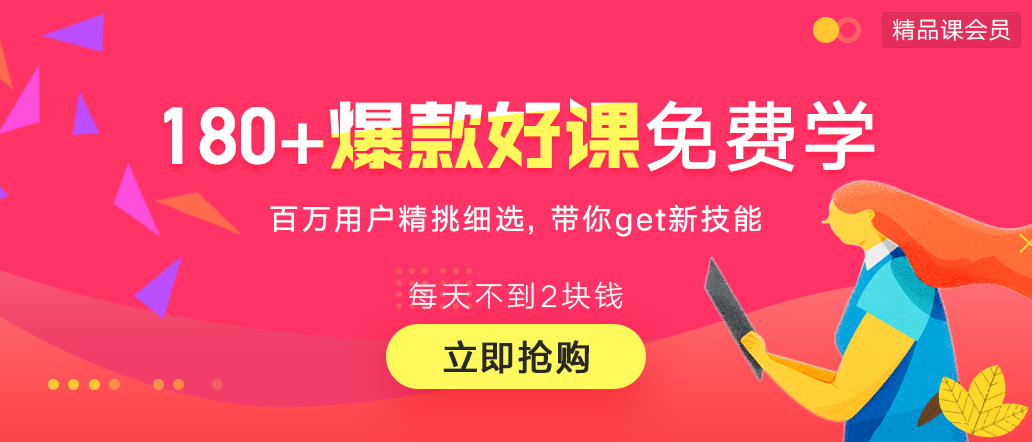 精品课会员
180+爆款好课免费学
百万用户精挑细选, 带你get新技能
每天不到2块钱
立即抢购